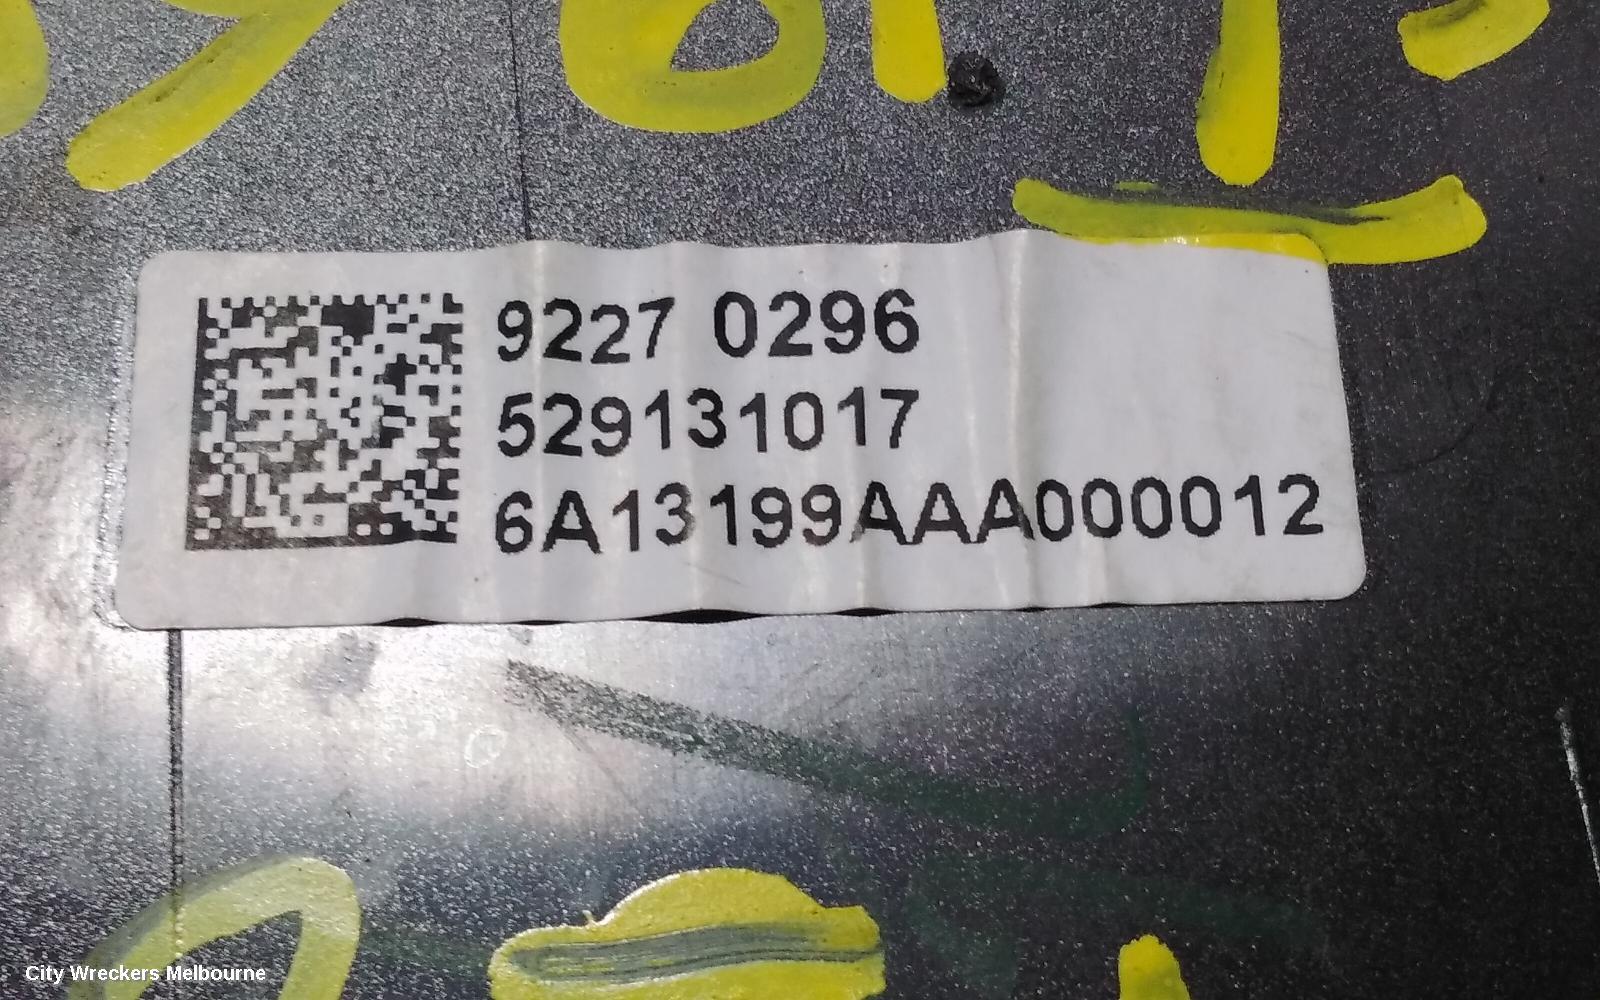 9227 0296
529131017
6A13199AAA000012
City Wreckers Melbourne